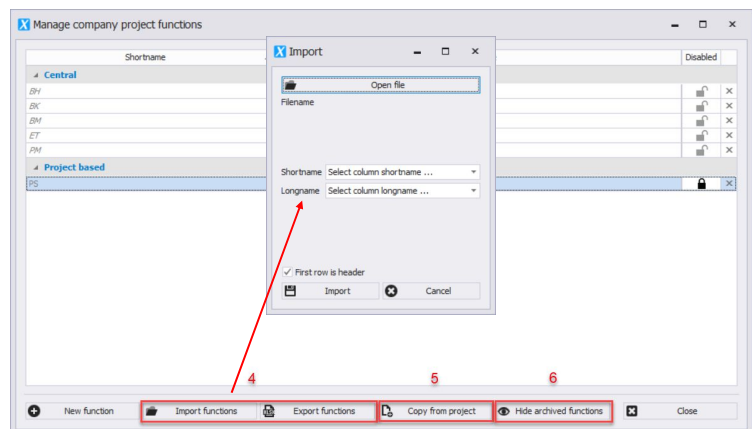 Manage company project functions
Shortname
Disabled
Central
BH
BK
BM
ET
PM
Project based
PS
Import
Open file
Filename
Shortname Select column shortname ...
Longname Select column longname ...
First row is header
Import Cancel
4 5 6
New function Import functions Export functions Copy from project Hide archived functions Close